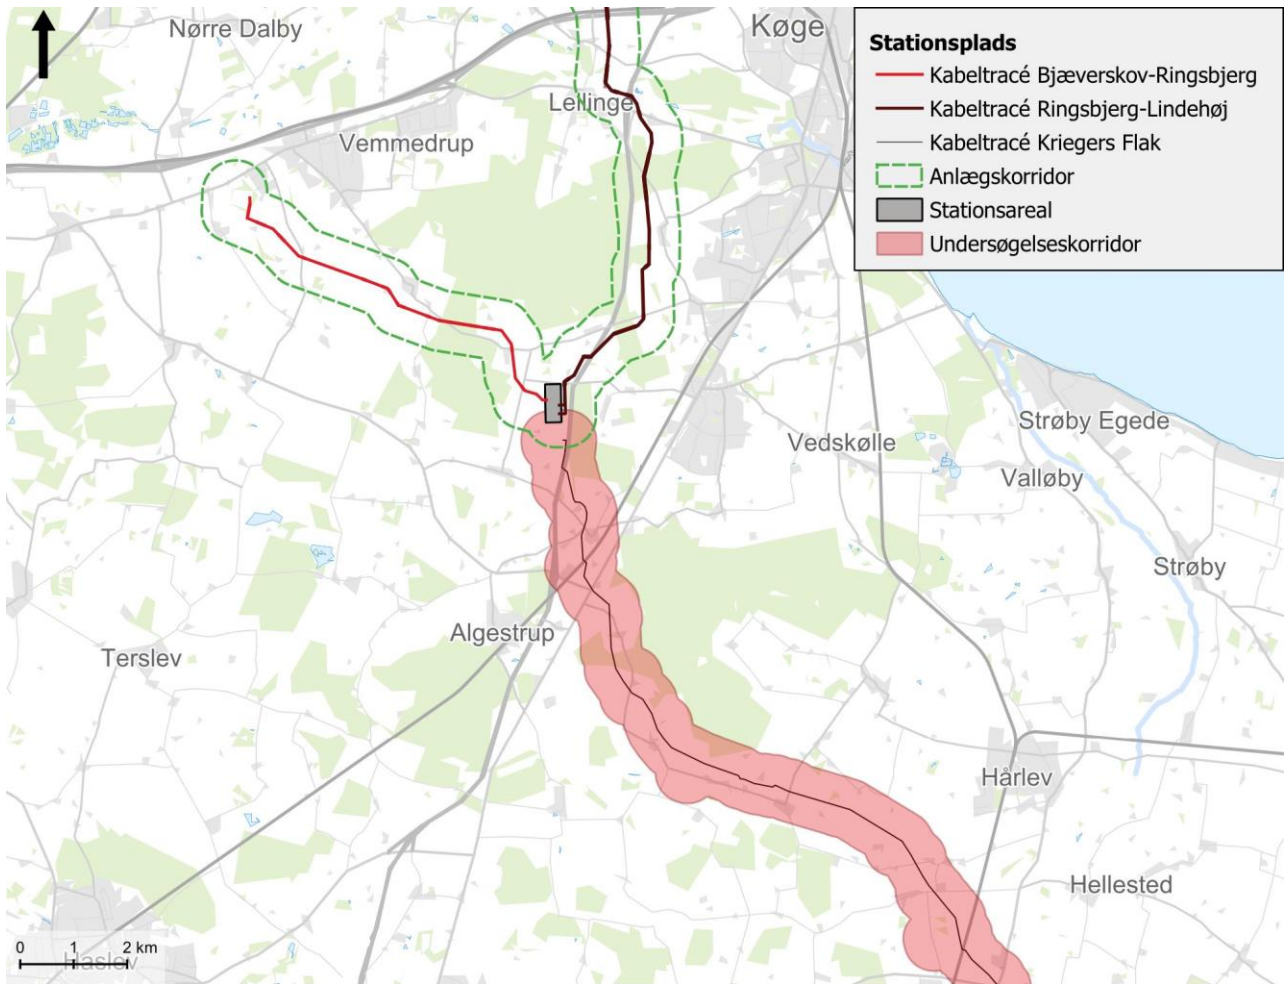 Nørre Dalby
Køge
Stationsplads
Kabeltracé Bjæverskov-Ringsbjerg
Kabeltracé Ringsbjerg-Lindehøj
Kabeltracé Kriegers Flak
Anlægskorridor
Stationsareal
Undersøgelseskorridor
Lellinge
Vemmedrup
Strøby Egede
Vedskølle
Valløby
Strøby
Algestrup
Terslev
Hårlev
Hellested
0 1 2 km
Haslev